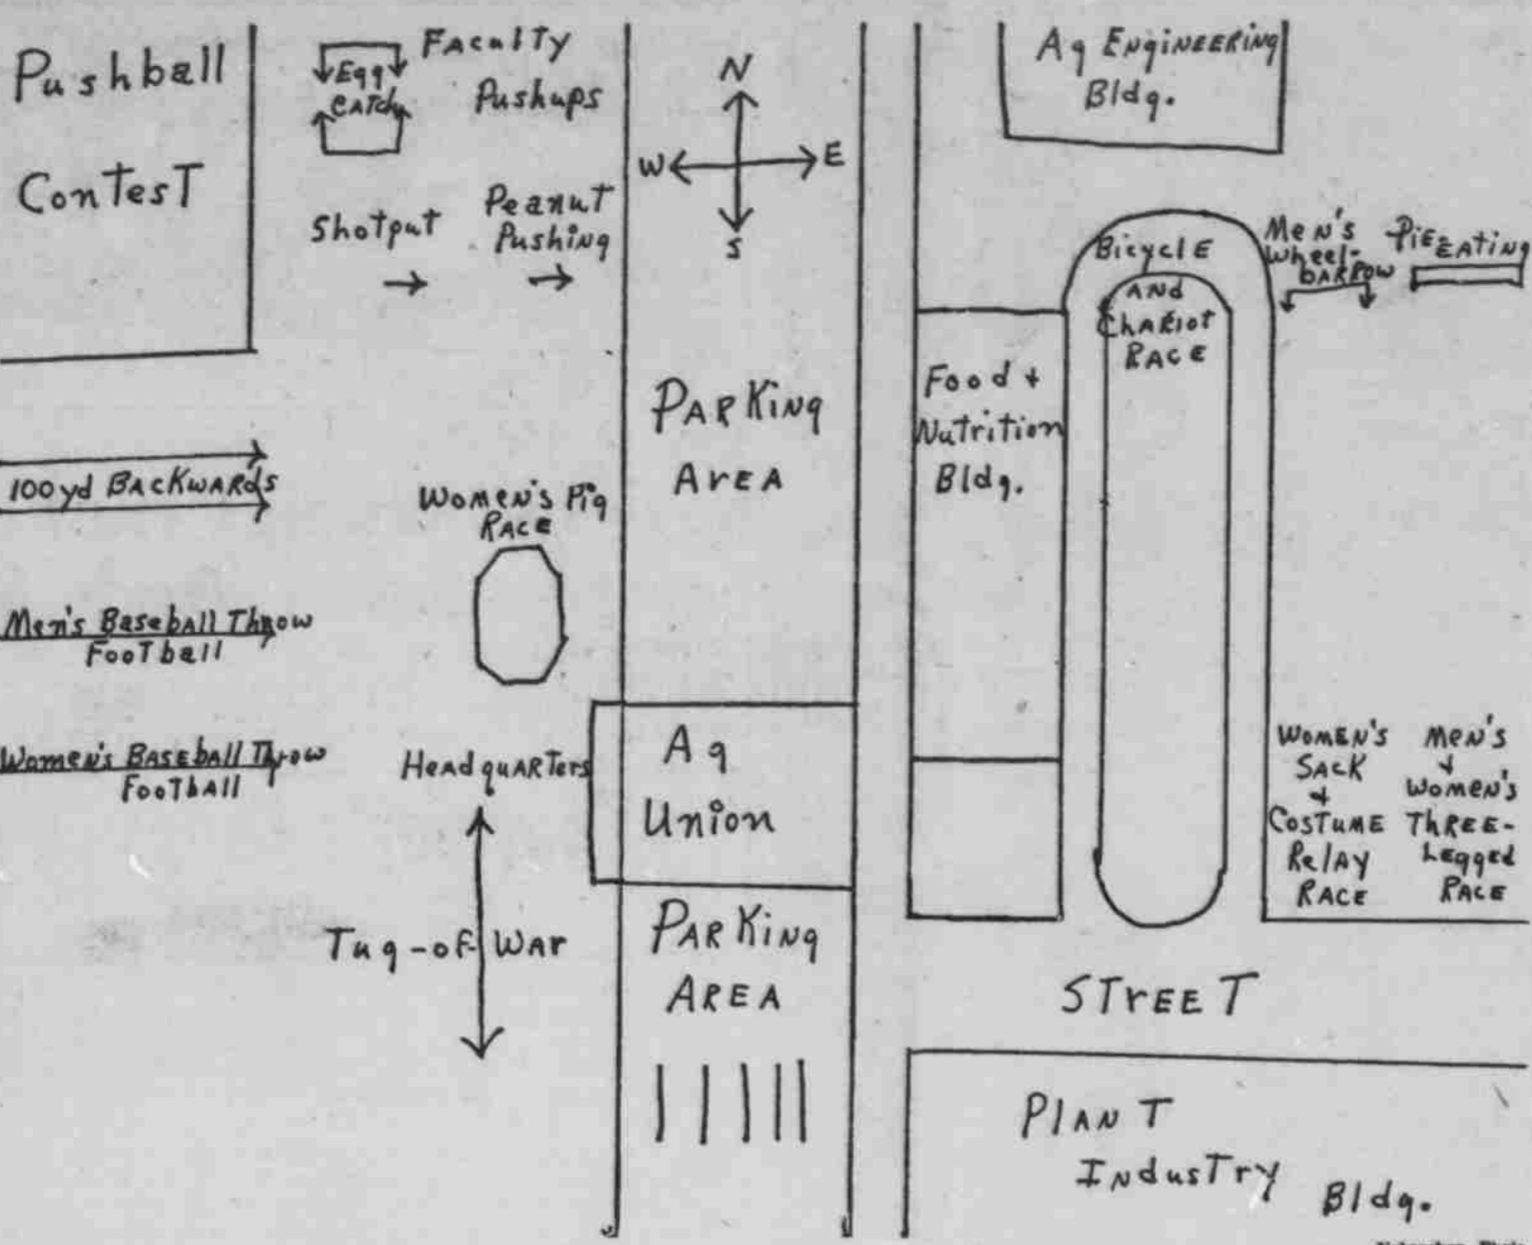 Pushball
Contest
Egg
Catch
Faculty
Pushups
Shotput
Peanut
Pushing
N
W
E
S
Ag Engineering
Bldg.
Bicycle
and
Chariot
Race
Men's
Wheel-
barrow
Pie-Eating
Parking
Area
Food +
Nutrition
Bldg.
100yd Backwards
Women's Pig
Race
Men's Baseball Throw
Football
Women's Baseball Throw
Football
Headquarters
Ag
Union
Tug-of-War
Parking
Area
Women's
Sack
+
Costume
Relay
Race
Men's
+
Women's
Three-
Legged
Race
Street
Plant
Industry Bldg.